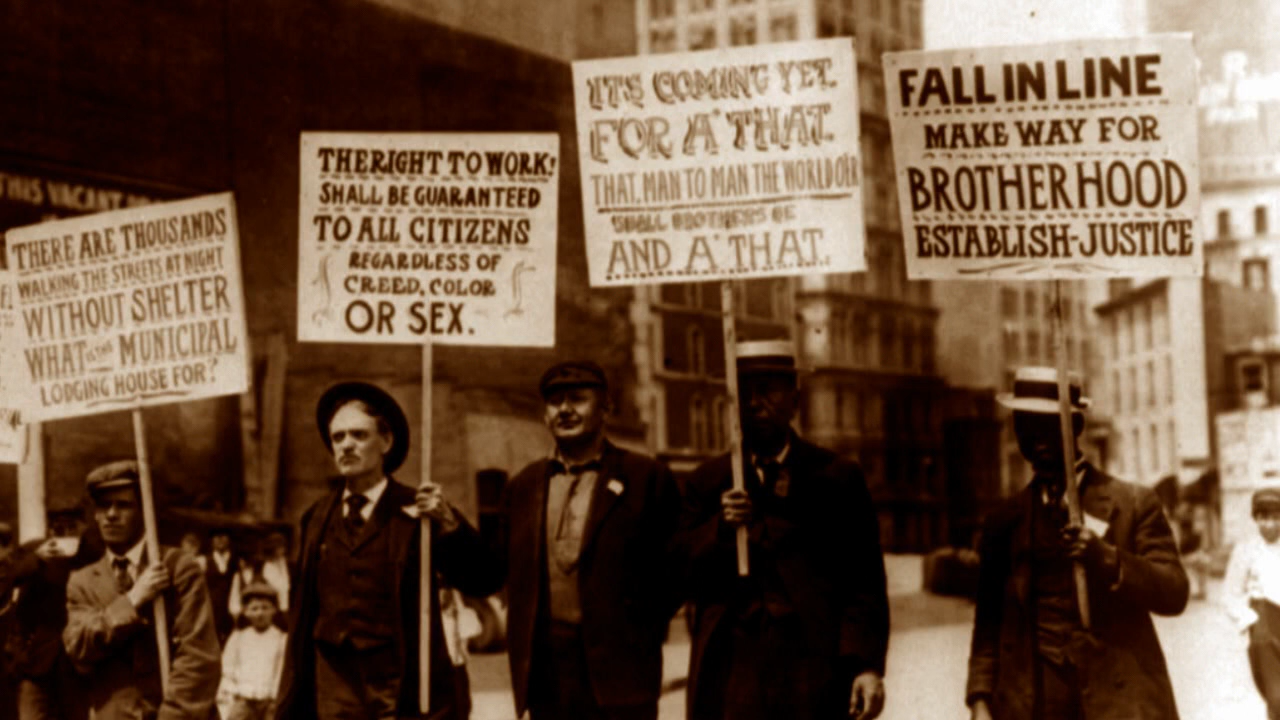 THIS VACANT
THERE ARE THOUSANDS
WALKING THE STREETS AT NIGHT
WITHOUT SHELTER
WHAT IS THE MUNICIPAL
LODGING HOUSE FOR?
THE RIGHT TO WORK!
SHALL BE GUARANTEED
TO ALL CITIZENS
REGARDLESS OF
CREED, COLOR
OR SEX.
IT'S COMING YET.
FOR A' THAT.
THAT, MAN TO MAN THE WORLD O'ER
SHALL BROTHERS BE
AND A' THAT.
FALL IN LINE
MAKE WAY FOR
BROTHERHOOD
ESTABLISH-JUSTICE